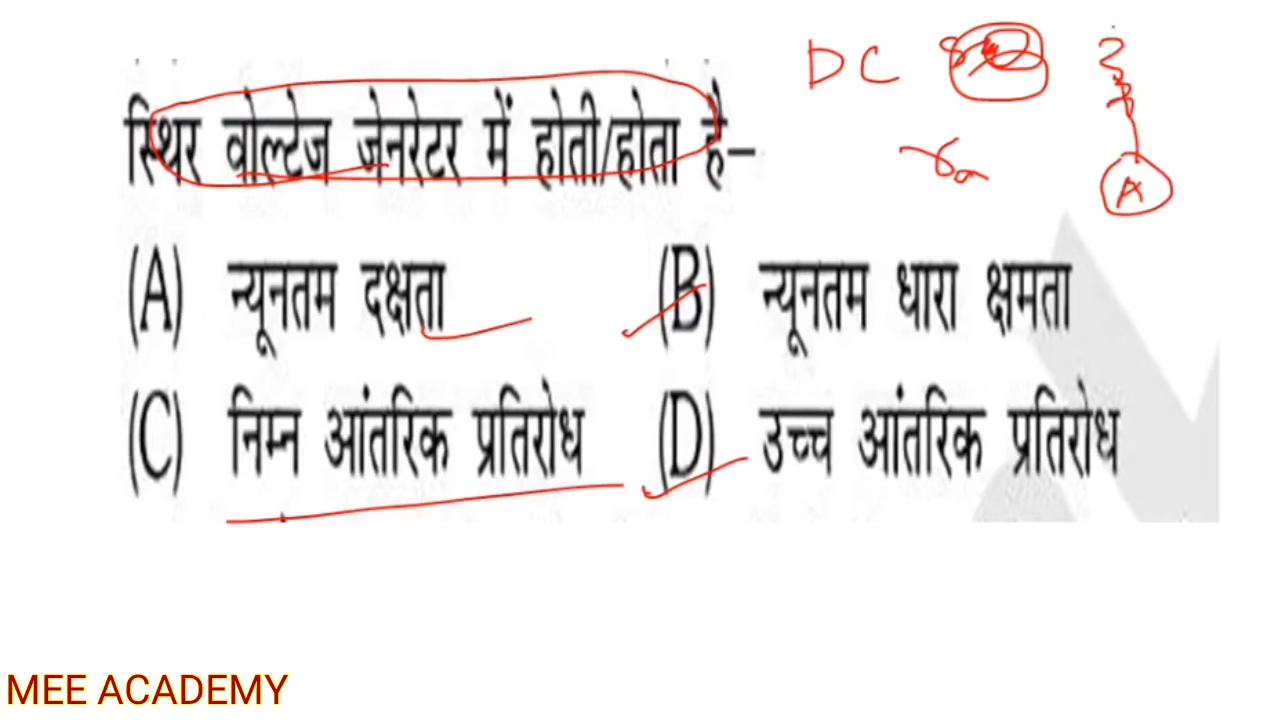 DC
स्थिर वोल्टेज जेनरेटर में होती/होता है–
A
(A) न्यूनतम दक्षता (B) न्यूनतम धारा क्षमता
(C) निम्न आंतरिक प्रतिरोध (D) उच्च आंतरिक प्रतिरोध
MEE ACADEMY